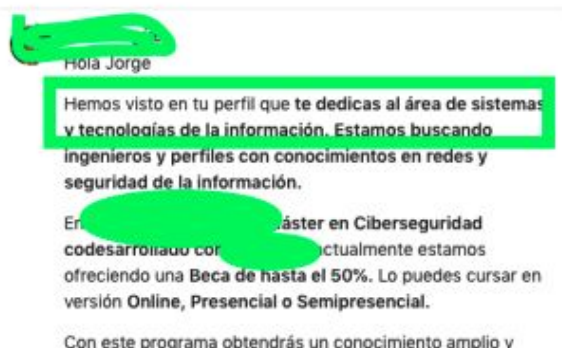 Hola Jorge
Hemos visto en tu perfil que te dedicas al área de sistemas
y tecnologías de la información. Estamos buscando
ingenieros y perfiles con conocimientos en redes y
seguridad de la información.
En áster en Ciberseguridad
codesarrollado con actualmente estamos
ofreciendo una Beca de hasta el 50%. Lo puedes cursar en
versión Online, Presencial o Semipresencial.
Con este programa obtendrás un conocimiento amplio y